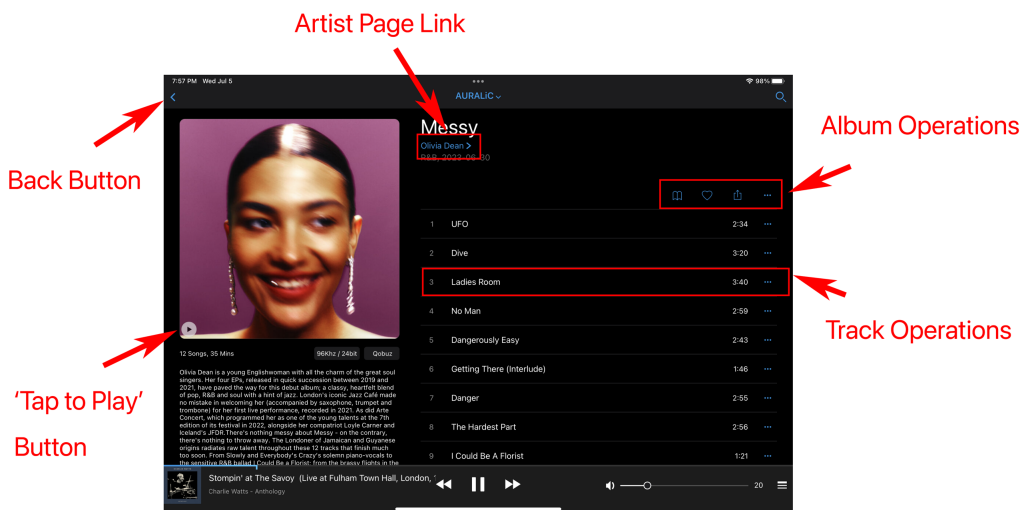 Artist Page Link
7:57 PM Wed Jul 5
98%
AURALiC
Messy
Olivia Dean >
R&B, 2023-06-30
Album Operations
Back Button
1 UFO 2:34
2 Dive 3:20
3 Ladies Room 3:40
4 No Man 2:59
5 Dangerously Easy 2:43
6 Getting There (Interlude) 1:46
7 Danger 2:55
8 The Hardest Part 2:56
9 I Could Be A Florist 1:21
Track Operations
'Tap to Play'
Button
12 Songs, 35 Mins 96Khz / 24bit Qobuz
Olivia Dean is a young Englishwoman with all the charm of the great soul
singers. Her four EPs, released in quick succession between 2019 and
2021, have paved the way for this debut album; a classy, heartfelt blend
of pop, R&B and soul with a hint of jazz. London's iconic Jazz Café made
no mistake in welcoming her (accompanied by saxophone, trumpet and
trombone) for her first live performance, recorded in 2021. As did Arte
Concert, which programmed her as one of the young talents at the 7th
edition of its festival in 2022, alongside her compatriot Loyle Carner and
Iceland's JFDR.There's nothing messy about Messy - on the contrary,
there's nothing to throw away. The Londoner of Jamaican and Guyanese
origins radiates raw talent throughout these 12 tracks that finish much
too soon. From Slowly and Everybody's Crazy's solemn piano-vocals to
the sensitive R&B ballad I Could Be a Florist; from the brassy flights in the
Stompin' at The Savoy (Live at Fulham Town Hall, London,
Charlie Watts - Anthology
20